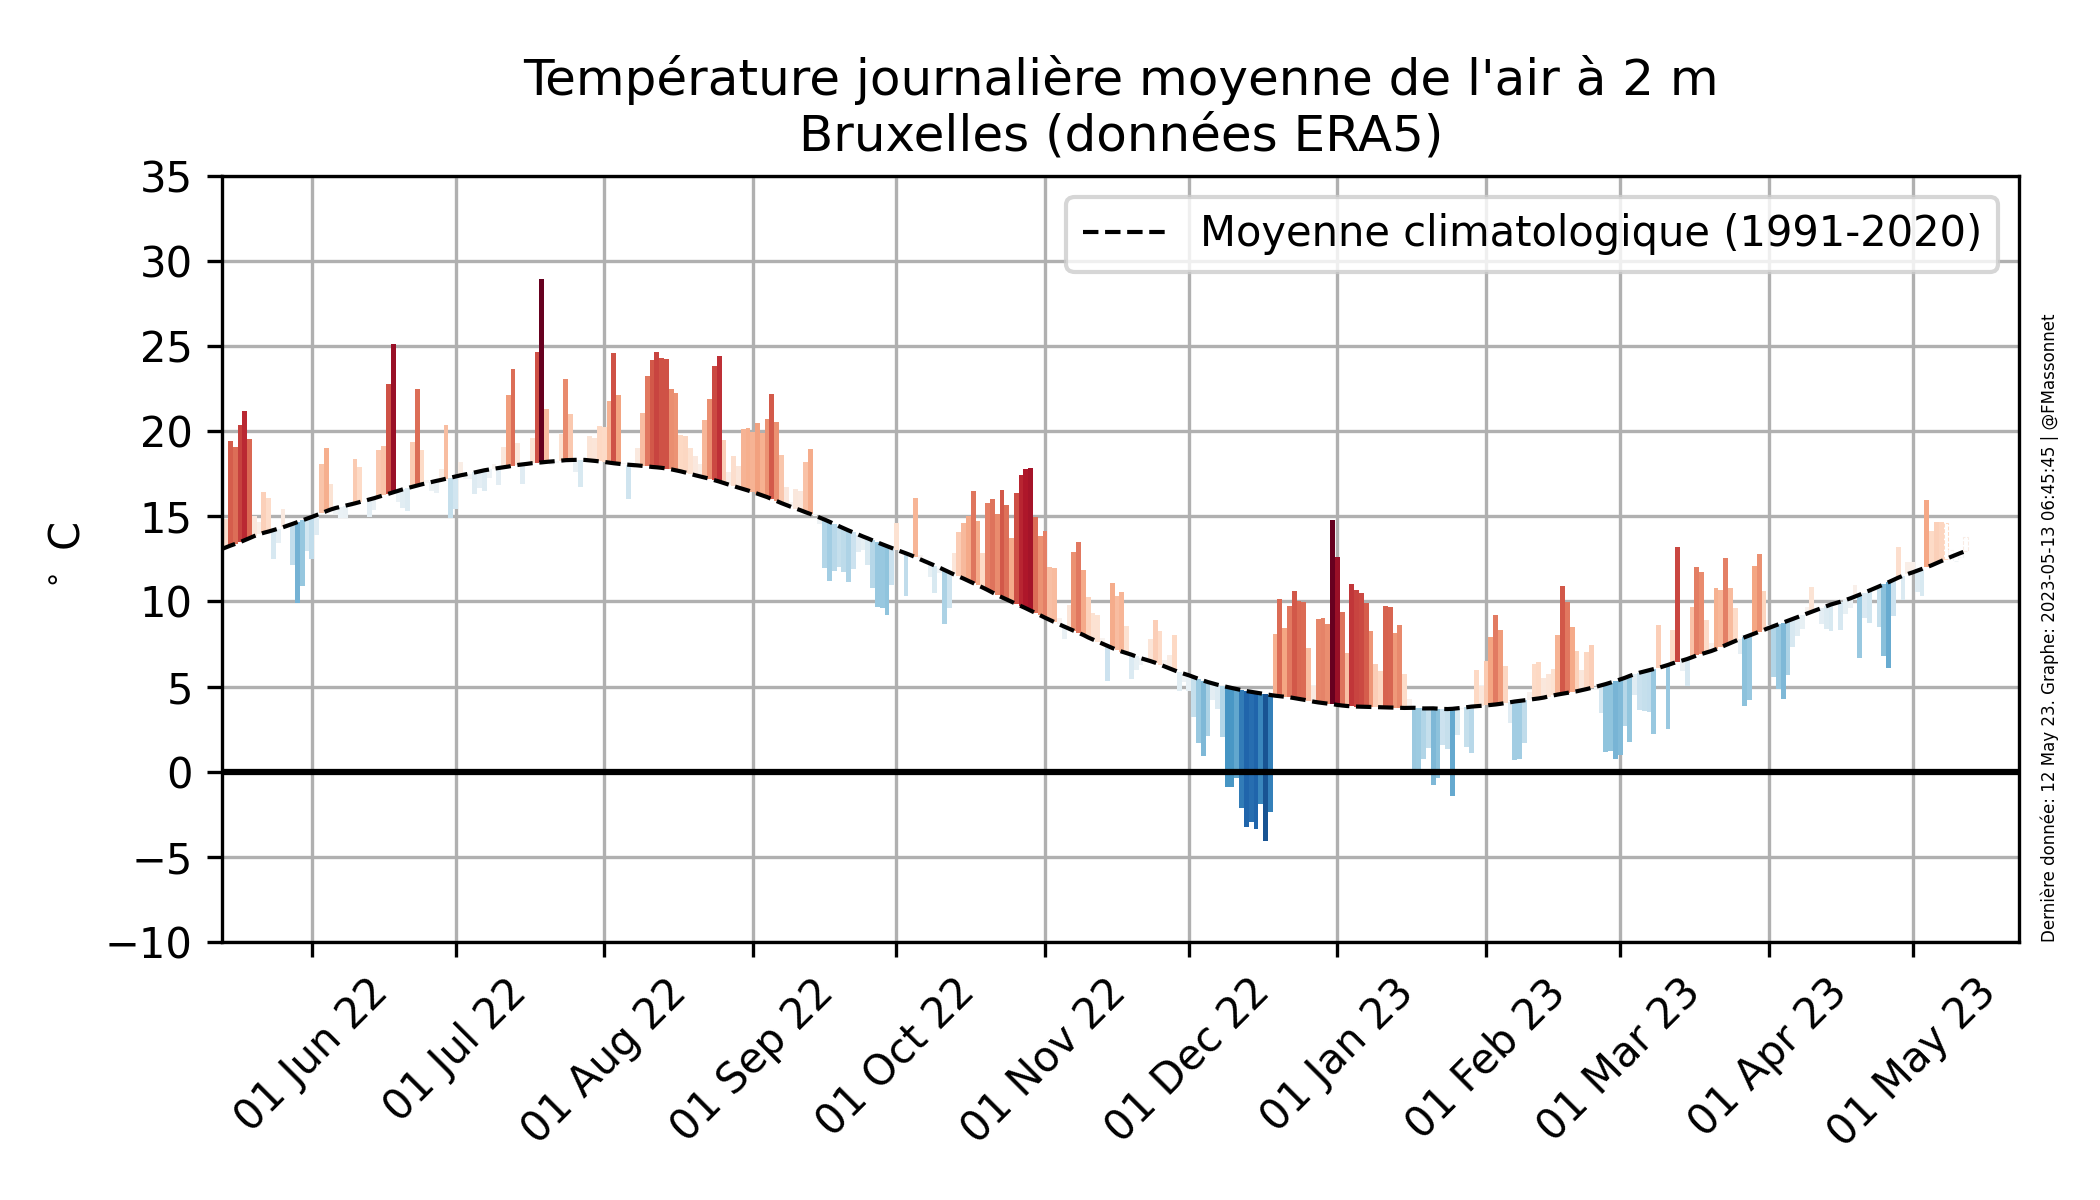 Température journalière moyenne de l'air à 2 m
Bruxelles (données ERA5)
Moyenne climatologique (1991-2020)
35
30
25
20
15
10
5
0
−5
−10
° C
01 Jun 22
01 Jul 22
01 Aug 22
01 Sep 22
01 Oct 22
01 Nov 22
01 Dec 22
01 Jan 23
01 Feb 23
01 Mar 23
01 Apr 23
01 May 23
Dernière donnée: 12 May 23. Graphe: 2023-05-13 06:45:45 | @FMassonnet